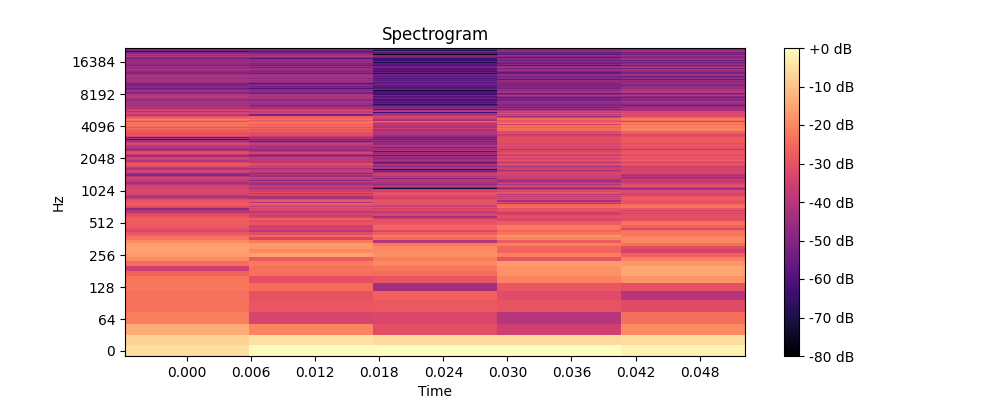 Spectrogram
Hz
16384
8192
4096
2048
1024
512
256
128
64
0
0.000 0.006 0.012 0.018 0.024 0.030 0.036 0.042 0.048
Time
+0 dB
-10 dB
-20 dB
-30 dB
-40 dB
-50 dB
-60 dB
-70 dB
-80 dB